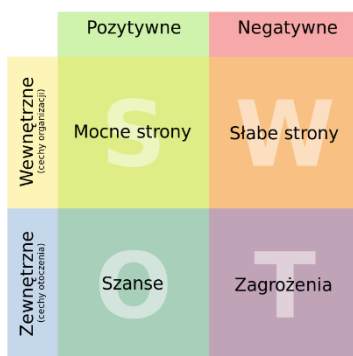 Pozytywne
Negatywne
Wewnętrzne
(cechy organizacji)
S
Mocne strony
W
Słabe strony
Zewnętrzne
(cechy otoczenia)
O
Szanse
T
Zagrożenia